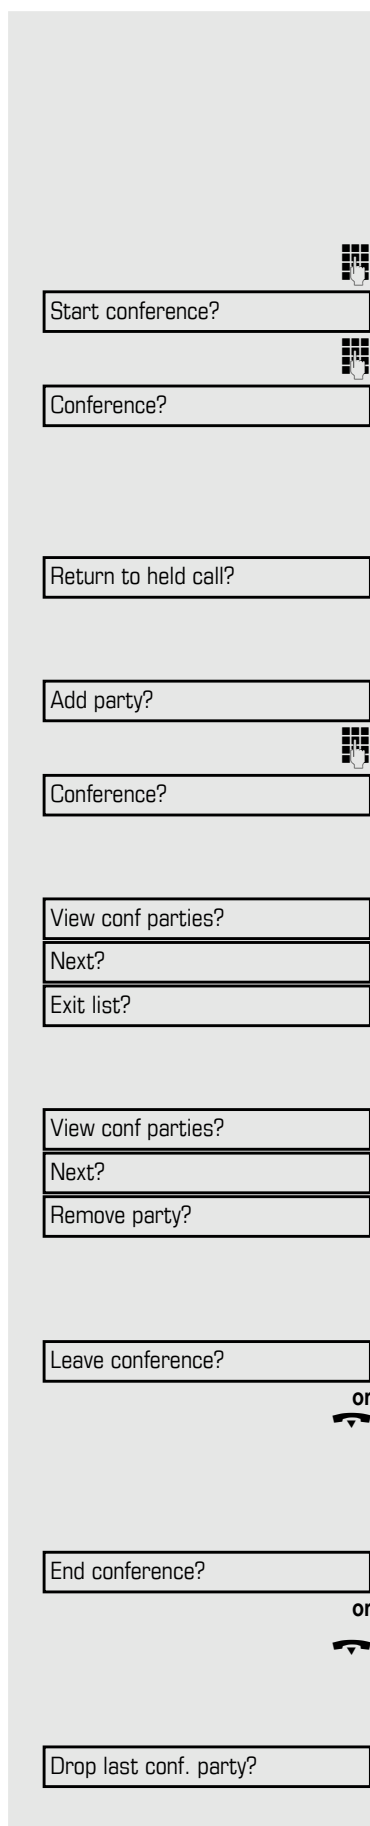 Start conference?
Conference?
Return to held call?
Add party?
Conference?
View conf parties?
Next?
Exit list?
View conf parties?
Next?
Remove party?
Leave conference?
or
End conference?
or
Drop last conf. party?